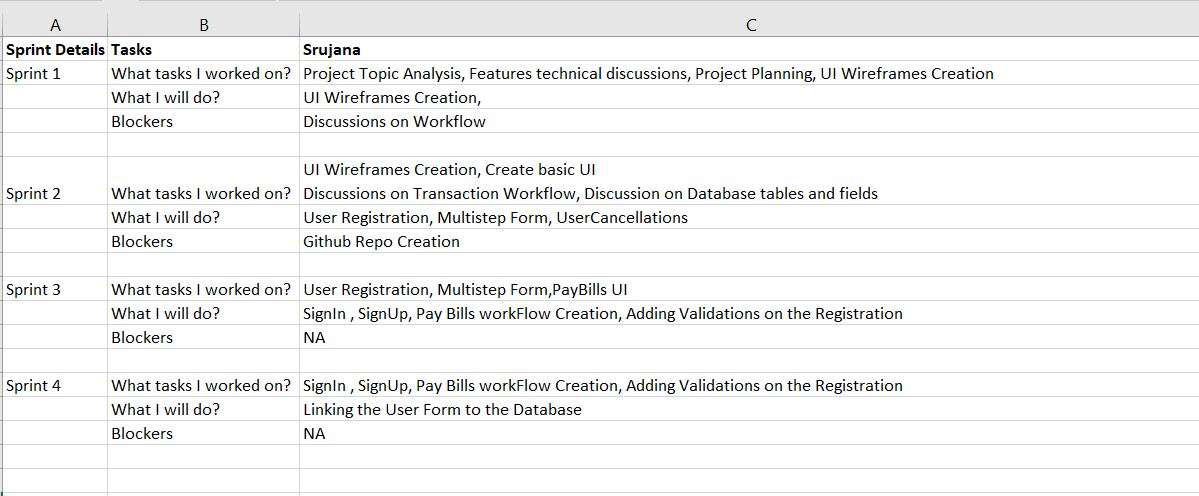 A B C
Sprint Details Tasks Srujana
Sprint 1 What tasks I worked on? Project Topic Analysis, Features technical discussions, Project Planning, UI Wireframes Creation
What I will do? UI Wireframes Creation,
Blockers Discussions on Workflow
UI Wireframes Creation, Create basic UI
Sprint 2 What tasks I worked on? Discussions on Transaction Workflow, Discussion on Database tables and fields
What I will do? User Registration, Multistep Form, UserCancellations
Blockers Github Repo Creation
Sprint 3 What tasks I worked on? User Registration, Multistep Form,PayBills UI
What I will do? SignIn , SignUp, Pay Bills workFlow Creation, Adding Validations on the Registration
Blockers NA
Sprint 4 What tasks I worked on? SignIn , SignUp, Pay Bills workFlow Creation, Adding Validations on the Registration
What I will do? Linking the User Form to the Database
Blockers NA